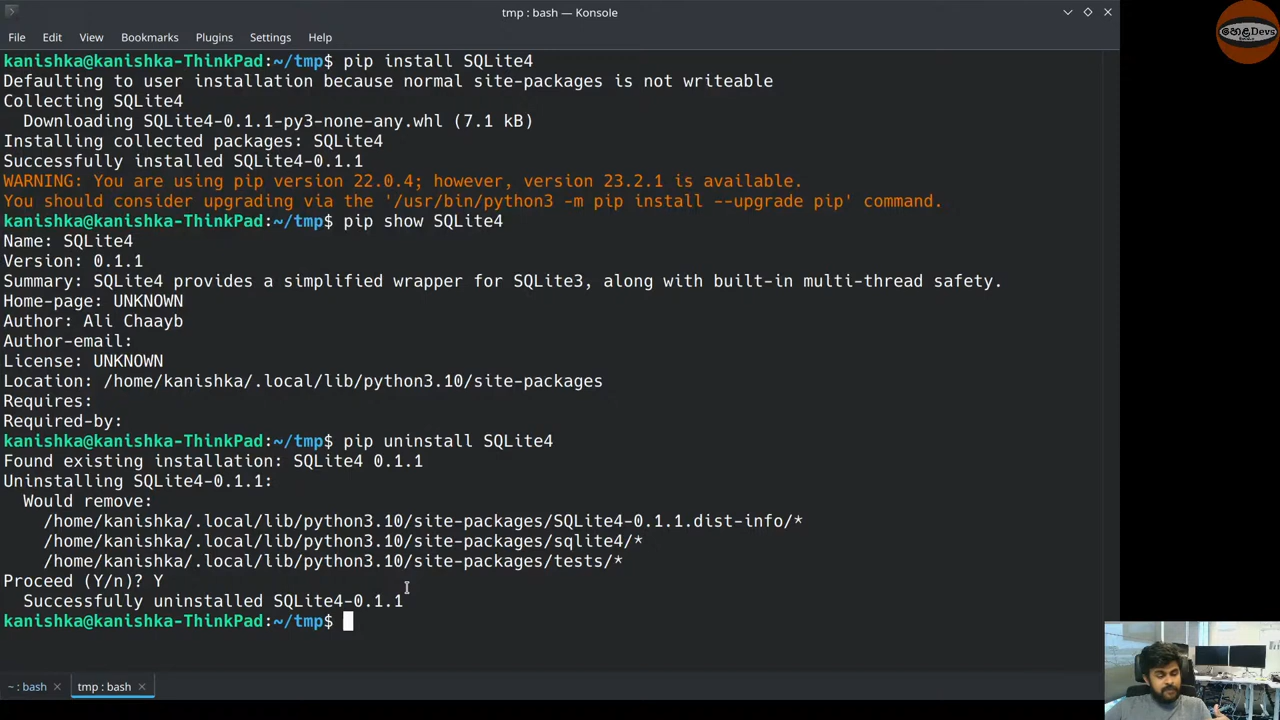 tmp : bash — Konsole
File Edit View Bookmarks Plugins Settings Help
kanishka@kanishka-ThinkPad:~/tmp$ pip install SQLite4
Defaulting to user installation because normal site-packages is not writeable
Collecting SQLite4
  Downloading SQLite4-0.1.1-py3-none-any.whl (7.1 kB)
Installing collected packages: SQLite4
Successfully installed SQLite4-0.1.1
WARNING: You are using pip version 22.0.4; however, version 23.2.1 is available.
You should consider upgrading via the '/usr/bin/python3 -m pip install --upgrade pip' command.
kanishka@kanishka-ThinkPad:~/tmp$ pip show SQLite4
Name: SQLite4
Version: 0.1.1
Summary: SQLite4 provides a simplified wrapper for SQLite3, along with built-in multi-thread safety.
Home-page: UNKNOWN
Author: Ali Chaayb
Author-email:
License: UNKNOWN
Location: /home/kanishka/.local/lib/python3.10/site-packages
Requires:
Required-by:
kanishka@kanishka-ThinkPad:~/tmp$ pip uninstall SQLite4
Found existing installation: SQLite4 0.1.1
Uninstalling SQLite4-0.1.1:
  Would remove:
    /home/kanishka/.local/lib/python3.10/site-packages/SQLite4-0.1.1.dist-info/*
    /home/kanishka/.local/lib/python3.10/site-packages/sqlite4/*
    /home/kanishka/.local/lib/python3.10/site-packages/tests/*
Proceed (Y/n)? Y
  Successfully uninstalled SQLite4-0.1.1
kanishka@kanishka-ThinkPad:~/tmp$
~ : bash
tmp : bash
හෙළDevs